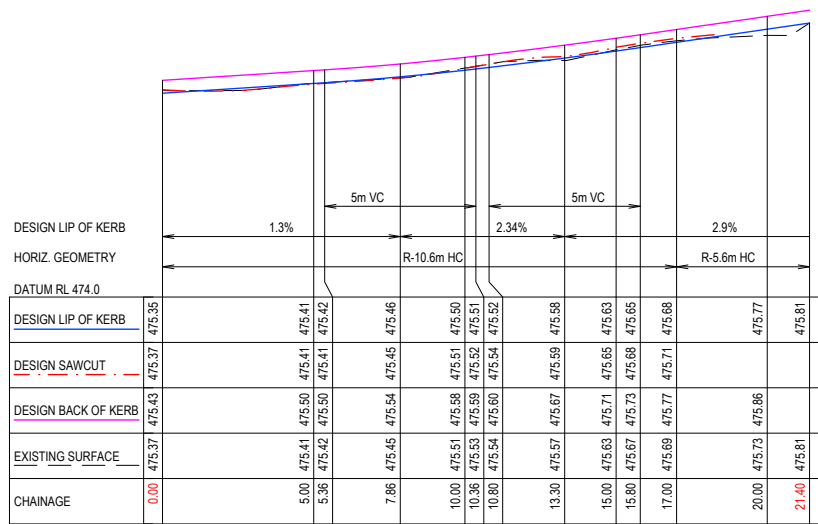 5m VC 5m VC
DESIGN LIP OF KERB 1.3% 2.34% 2.9%
HORIZ. GEOMETRY R-10.6m HC R-5.6m HC
DATUM RL 474.0
DESIGN LIP OF KERB 475.35 475.41 475.42 475.46 475.50 475.51 475.52 475.58 475.63 475.65 475.68 475.77 475.81
DESIGN SAWCUT 475.37 475.41 475.41 475.45 475.51 475.52 475.54 475.59 475.65 475.68 475.71
DESIGN BACK OF KERB 475.43 475.50 475.50 475.54 475.58 475.59 475.60 475.67 475.71 475.73 475.77 475.86
EXISTING SURFACE 475.37 475.41 475.42 475.45 475.51 475.53 475.54 475.57 475.63 475.67 475.69 475.73 475.81
CHAINAGE 0.00 5.00 5.36 7.86 10.00 10.36 10.80 13.30 15.00 15.80 17.00 20.00 21.40